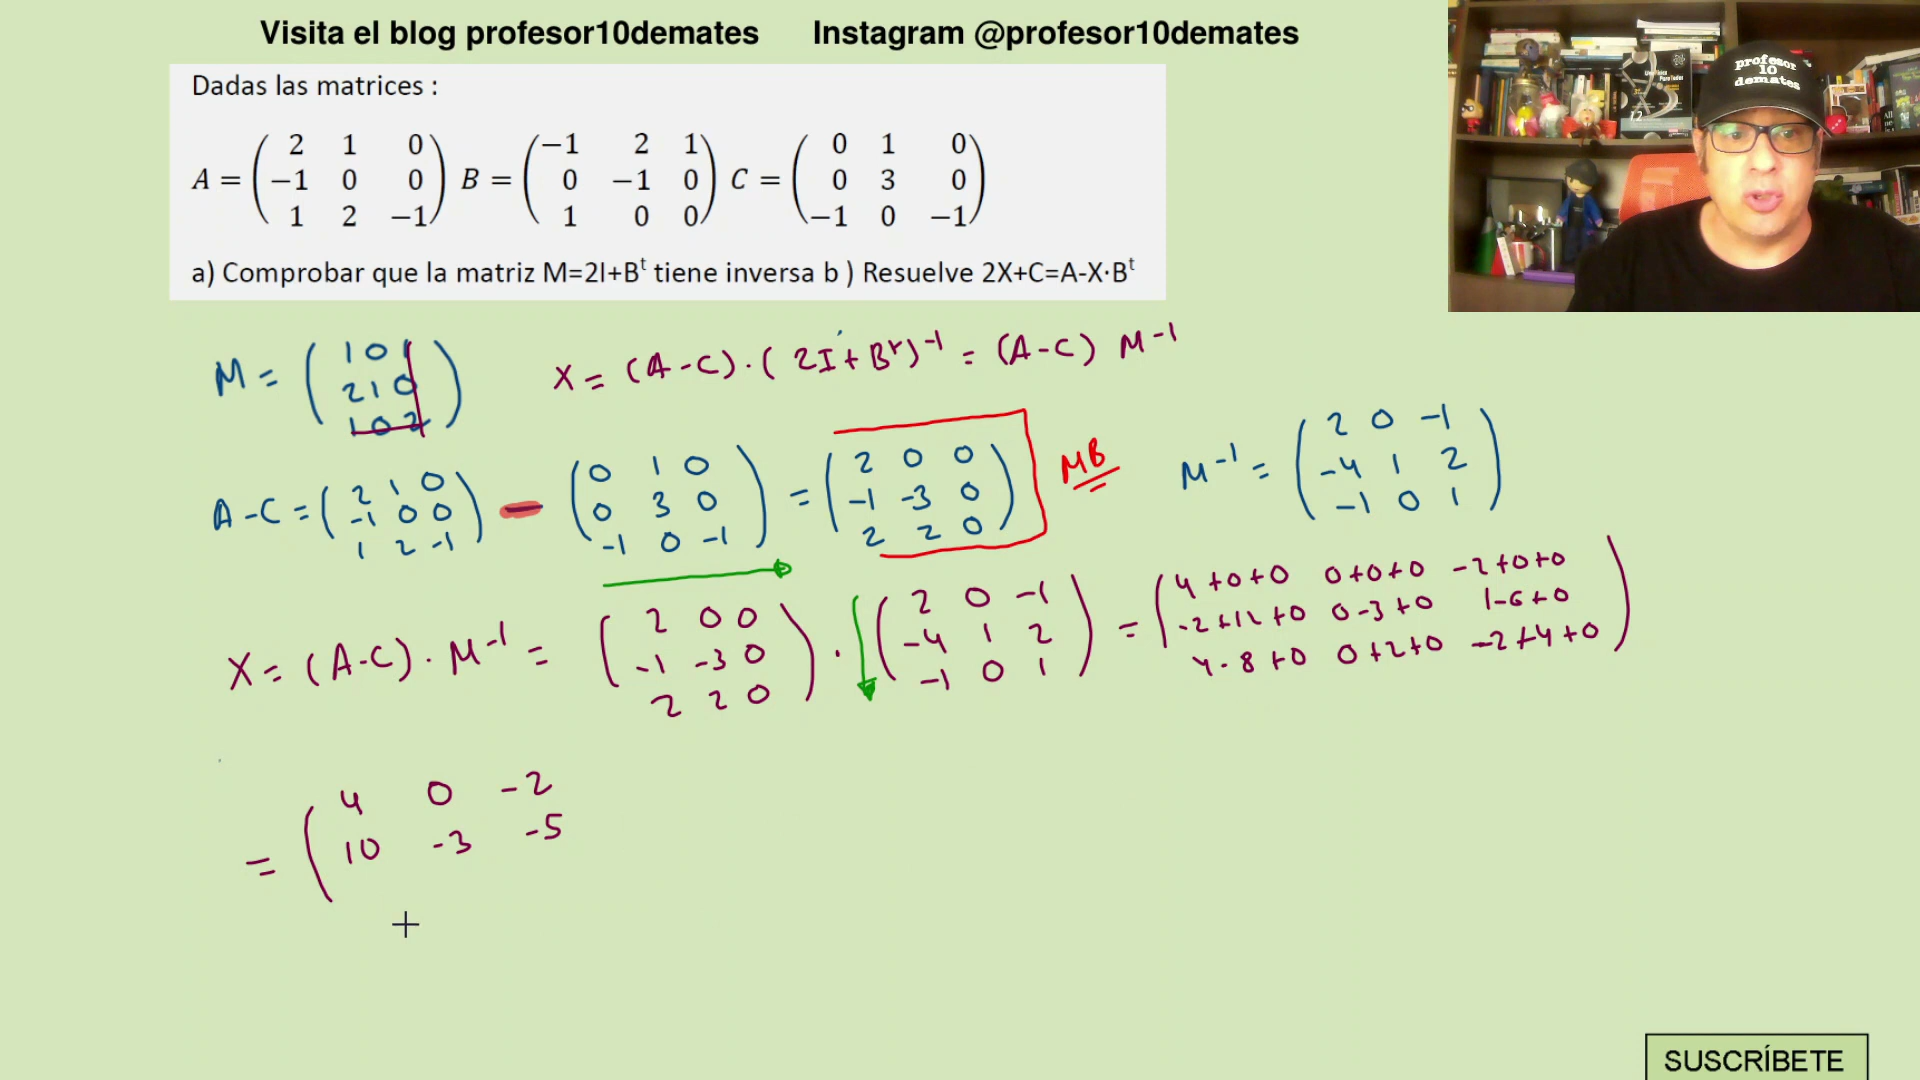 Visita el blog profesor10demates Instagram @profesor10demates
profesor
10
demates
Dadas las matrices :
2 1 0 −1 2 1 0 1 0
A = −1 0 0 B = 0 −1 0 C = 0 3 0
1 2 −1 1 0 0 −1 0 −1
a) Comprobar que la matriz M=2I+Bᵗ tiene inversa b ) Resuelve 2X+C=A-X·Bᵗ
1 0 1
M = 2 1 0 X = (A-C)·(2I+Bᵗ)⁻¹ = (A-C) M⁻¹
1 0 2
2 1 0 0 1 0 2 0 0 2 0 -1
A-C = -1 0 0 - 0 3 0 = -1 -3 0 MB M⁻¹ = -4 1 2
1 2 -1 -1 0 -1 2 2 0 -1 0 1
2 0 0 2 0 -1 4+0+0 0+0+0 -2+0+0
X = (A-C)·M⁻¹ = -1 -3 0 · -4 1 2 = -2+12+0 0-3+0 1-6+0
2 2 0 -1 0 1 4-8+0 0+2+0 -2+4+0
4 0 -2
= 10 -3 -5
SUSCRÍBETE